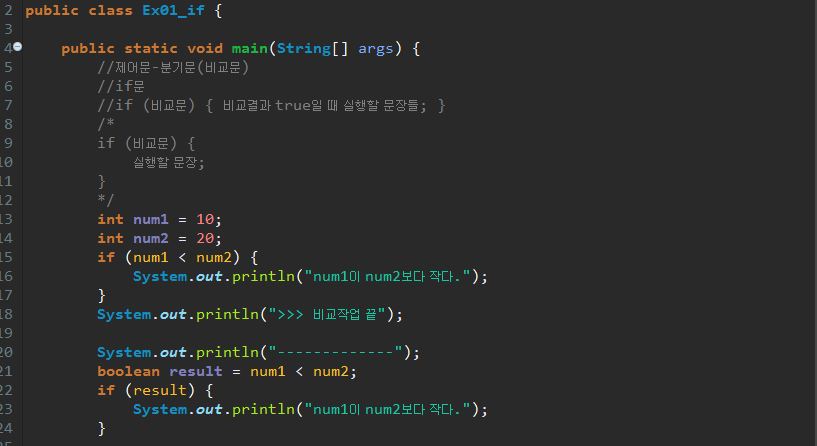 2 public class Ex01_if {
3
4 public static void main(String[] args) {
5 //제어문-분기문(비교문)
6 //if문
7 //if (비교문) { 비교결과 true일 때 실행할 문장들; }
8 /*
9 if (비교문) {
10 실행할 문장;
11 }
12 */
13 int num1 = 10;
14 int num2 = 20;
15 if (num1 < num2) {
16 System.out.println("num1이 num2보다 작다.");
17 }
18 System.out.println(">>> 비교작업 끝");
19
20 System.out.println("-------------");
21 boolean result = num1 < num2;
22 if (result) {
23 System.out.println("num1이 num2보다 작다.");
24 }